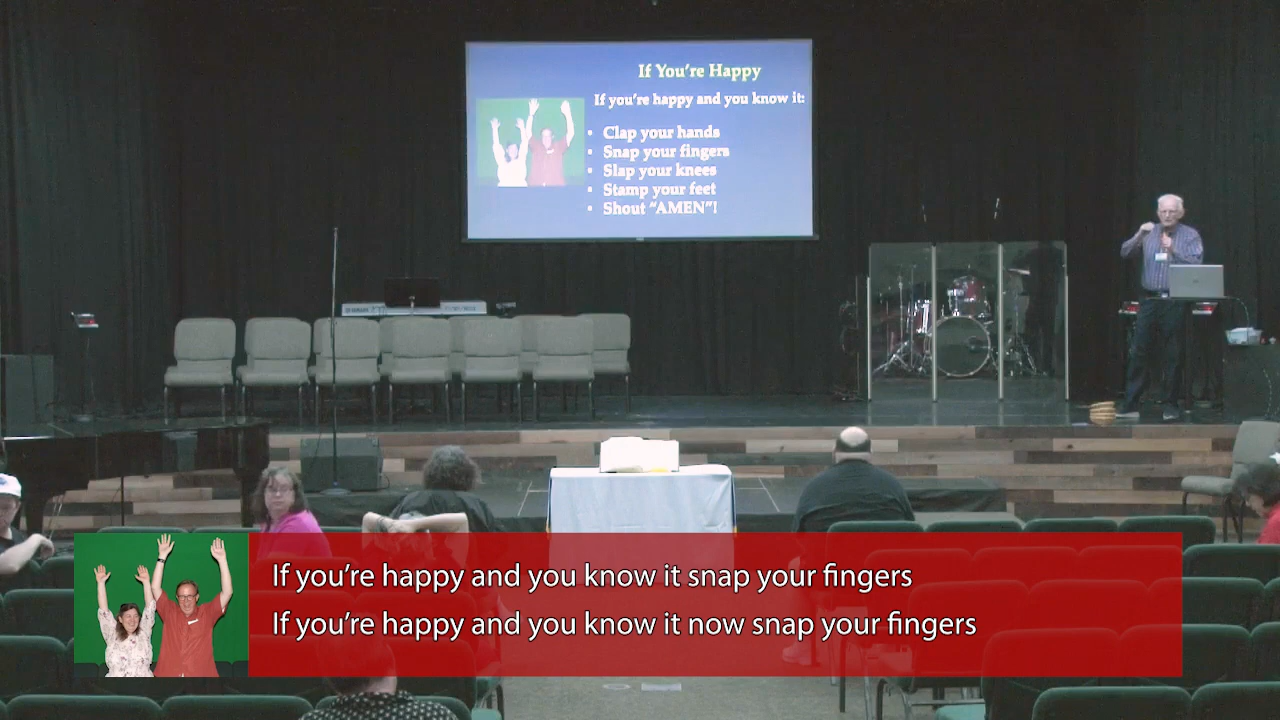 If You're Happy
If you're happy and you know it:
• Clap your hands
• Snap your fingers
• Slap your knees
• Stamp your feet
• Shout "AMEN"!
If you're happy and you know it snap your fingers
If you're happy and you know it now snap your fingers